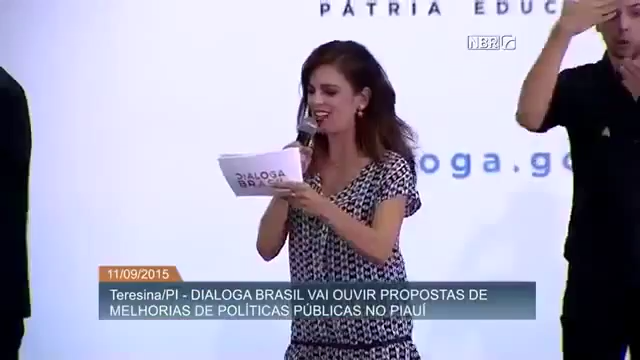 PÁTRIA EDUC
NBR
DIALOGA
BRASIL
loga.go
11/09/2015
Teresina/PI - DIALOGA BRASIL VAI OUVIR PROPOSTAS DE
MELHORIAS DE POLÍTICAS PÚBLICAS NO PIAUÍ